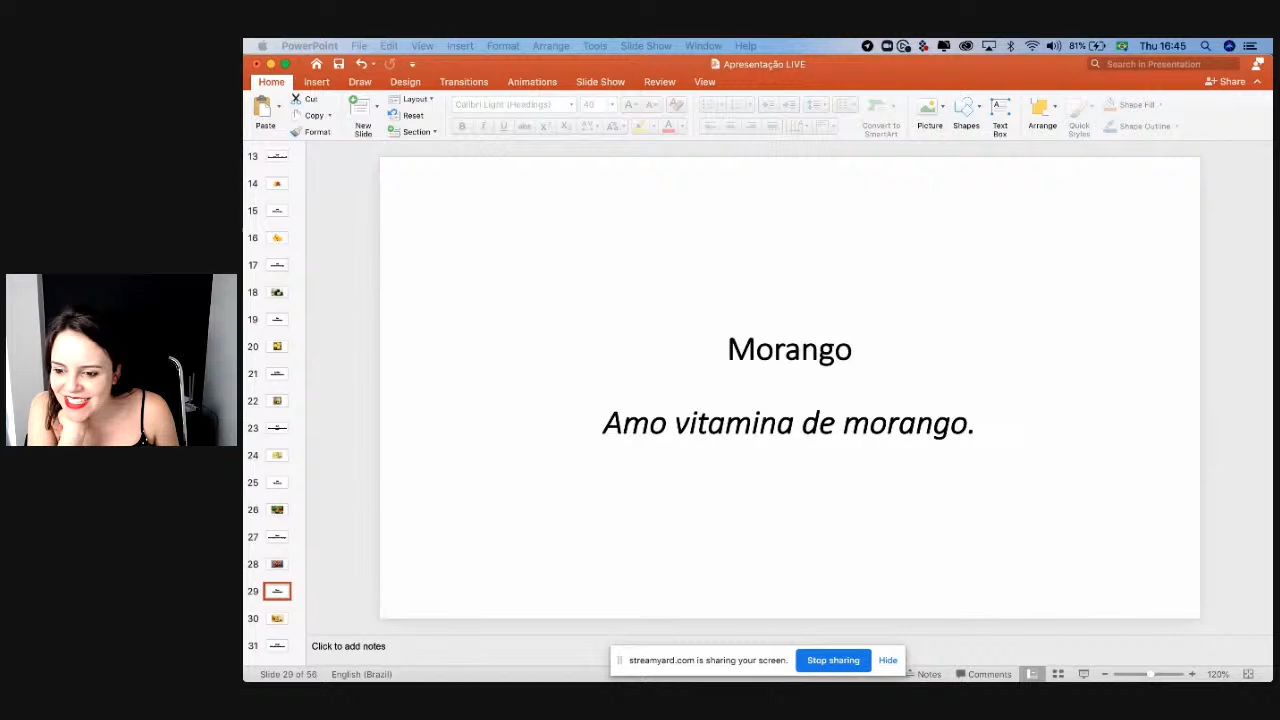 PowerPoint File Edit View Insert Format Arrange Tools Slide Show Window Help 81% Thu 16:45
Apresentação LIVE Search in Presentation
Home Insert Draw Design Transitions Animations Slide Show Review View Share
Paste Cut Copy Format New Slide Layout Reset Section Calibri Light (Headings) 40 Convert to SmartArt Picture Shapes Text Box Arrange Quick Styles Shape Fill Shape Outline
13
14
15
16
17
18
19
20
21
22
23
24
25
26
27
28
29
30
31
Morango
Amo vitamina de morango.
Click to add notes
streamyard.com is sharing your screen. Stop sharing Hide
Slide 29 of 56 English (Brazil) Notes Comments 120%